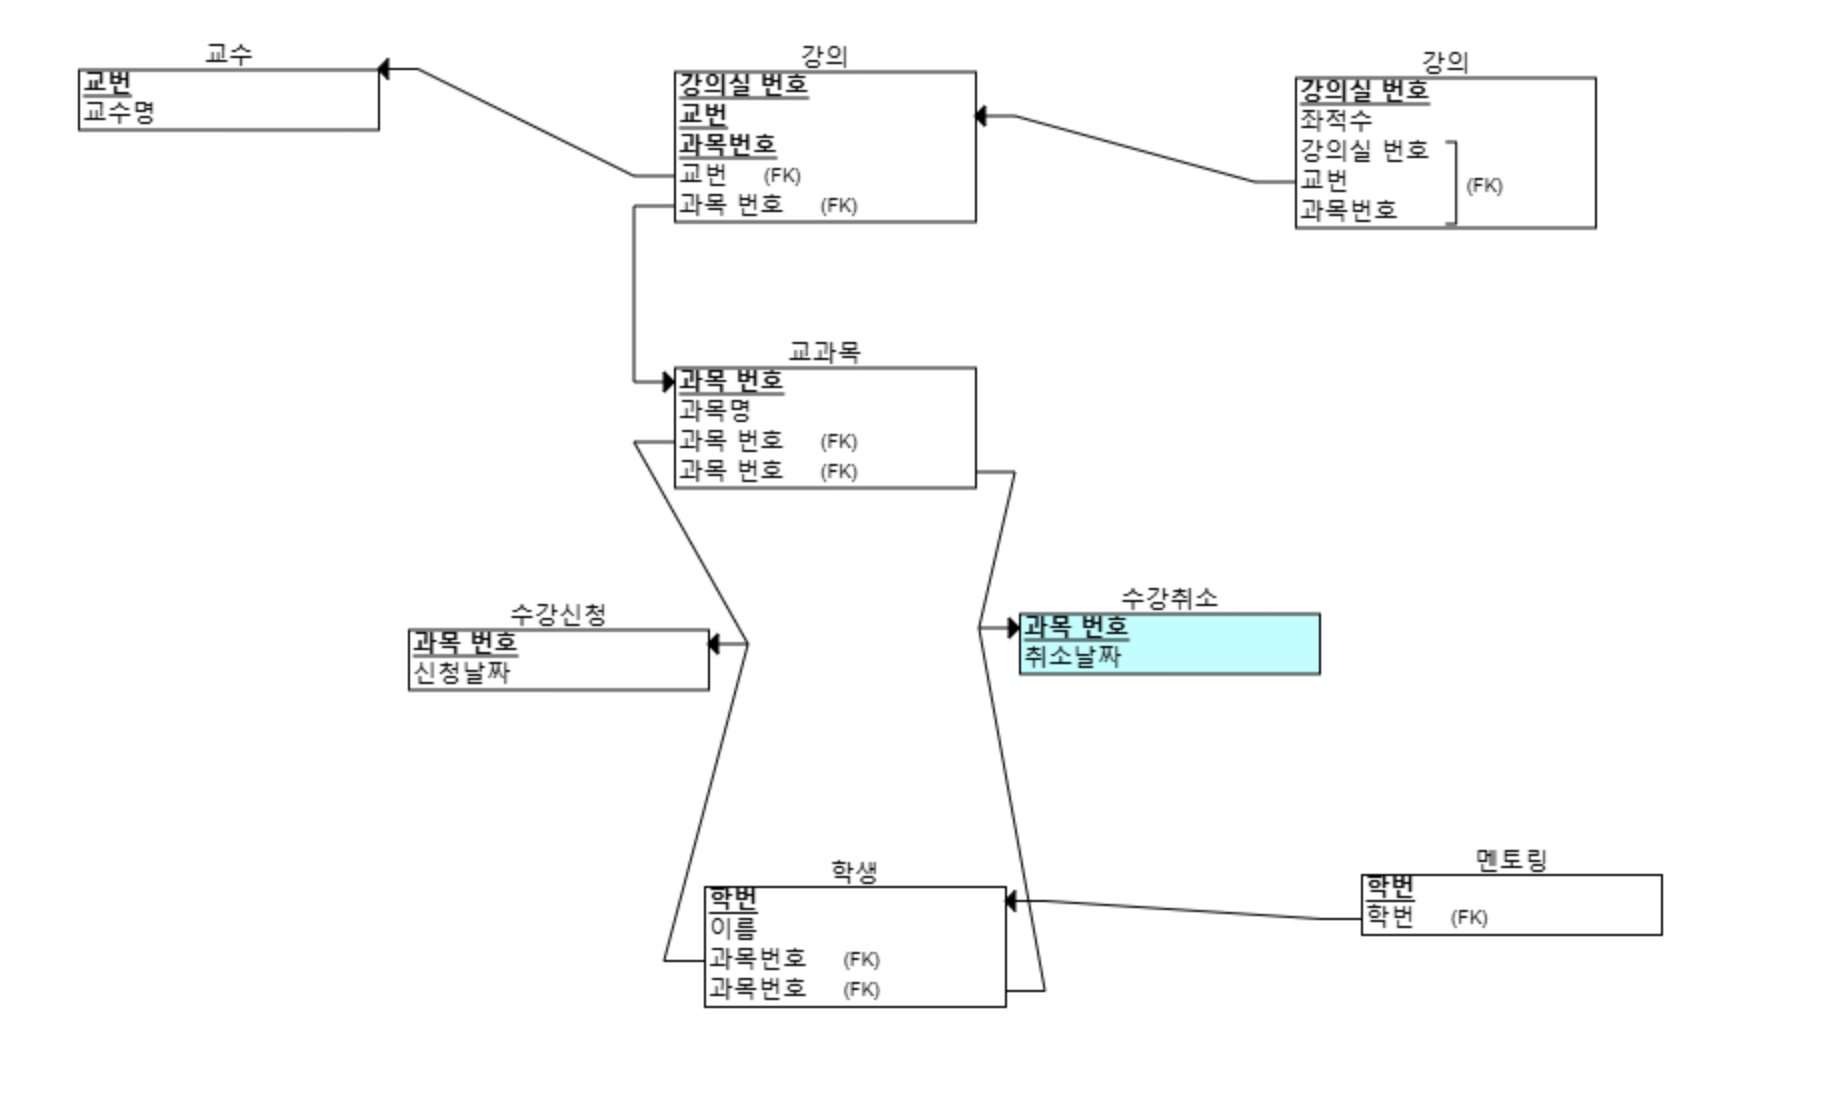 교수
교번
교수명
강의
강의실 번호
교번
과목번호
교번 (FK)
과목 번호 (FK)
강의
강의실 번호
좌적수
강의실 번호
교번
과목번호
(FK)
교과목
과목 번호
과목명
과목 번호 (FK)
과목 번호 (FK)
수강신청
과목 번호
신청날짜
수강취소
과목 번호
취소날짜
학생
학번
이름
과목번호 (FK)
과목번호 (FK)
멘토링
학번
학번 (FK)